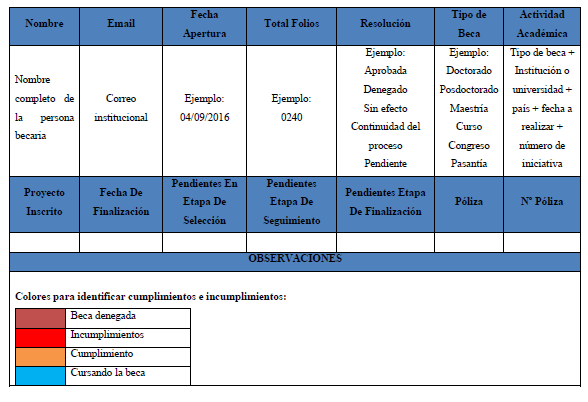 Nombre
Email
Fecha
Apertura
Total Folios
Resolución
Tipo de
Beca
Actividad
Académica
Nombre
completo de
la persona
becaria
Correo
institucional
Ejemplo:
04/09/2016
Ejemplo:
0240
Ejemplo:
Aprobada
Denegado
Sin efecto
Continuidad del
proceso
Pendiente
Ejemplo:
Doctorado
Posdoctorado
Maestría
Curso
Congreso
Pasantía
Tipo de beca +
Institución o
universidad +
país + fecha a
realizar +
número de
iniciativa
Proyecto
Inscrito
Fecha De
Finalización
Pendientes En
Etapa De
Selección
Pendientes
Etapa De
Seguimiento
Pendientes Etapa
De Finalización
Póliza
Nº Póliza
OBSERVACIONES
Colores para identificar cumplimientos e incumplimientos:
Beca denegada
Incumplimientos
Cumplimiento
Cursando la beca